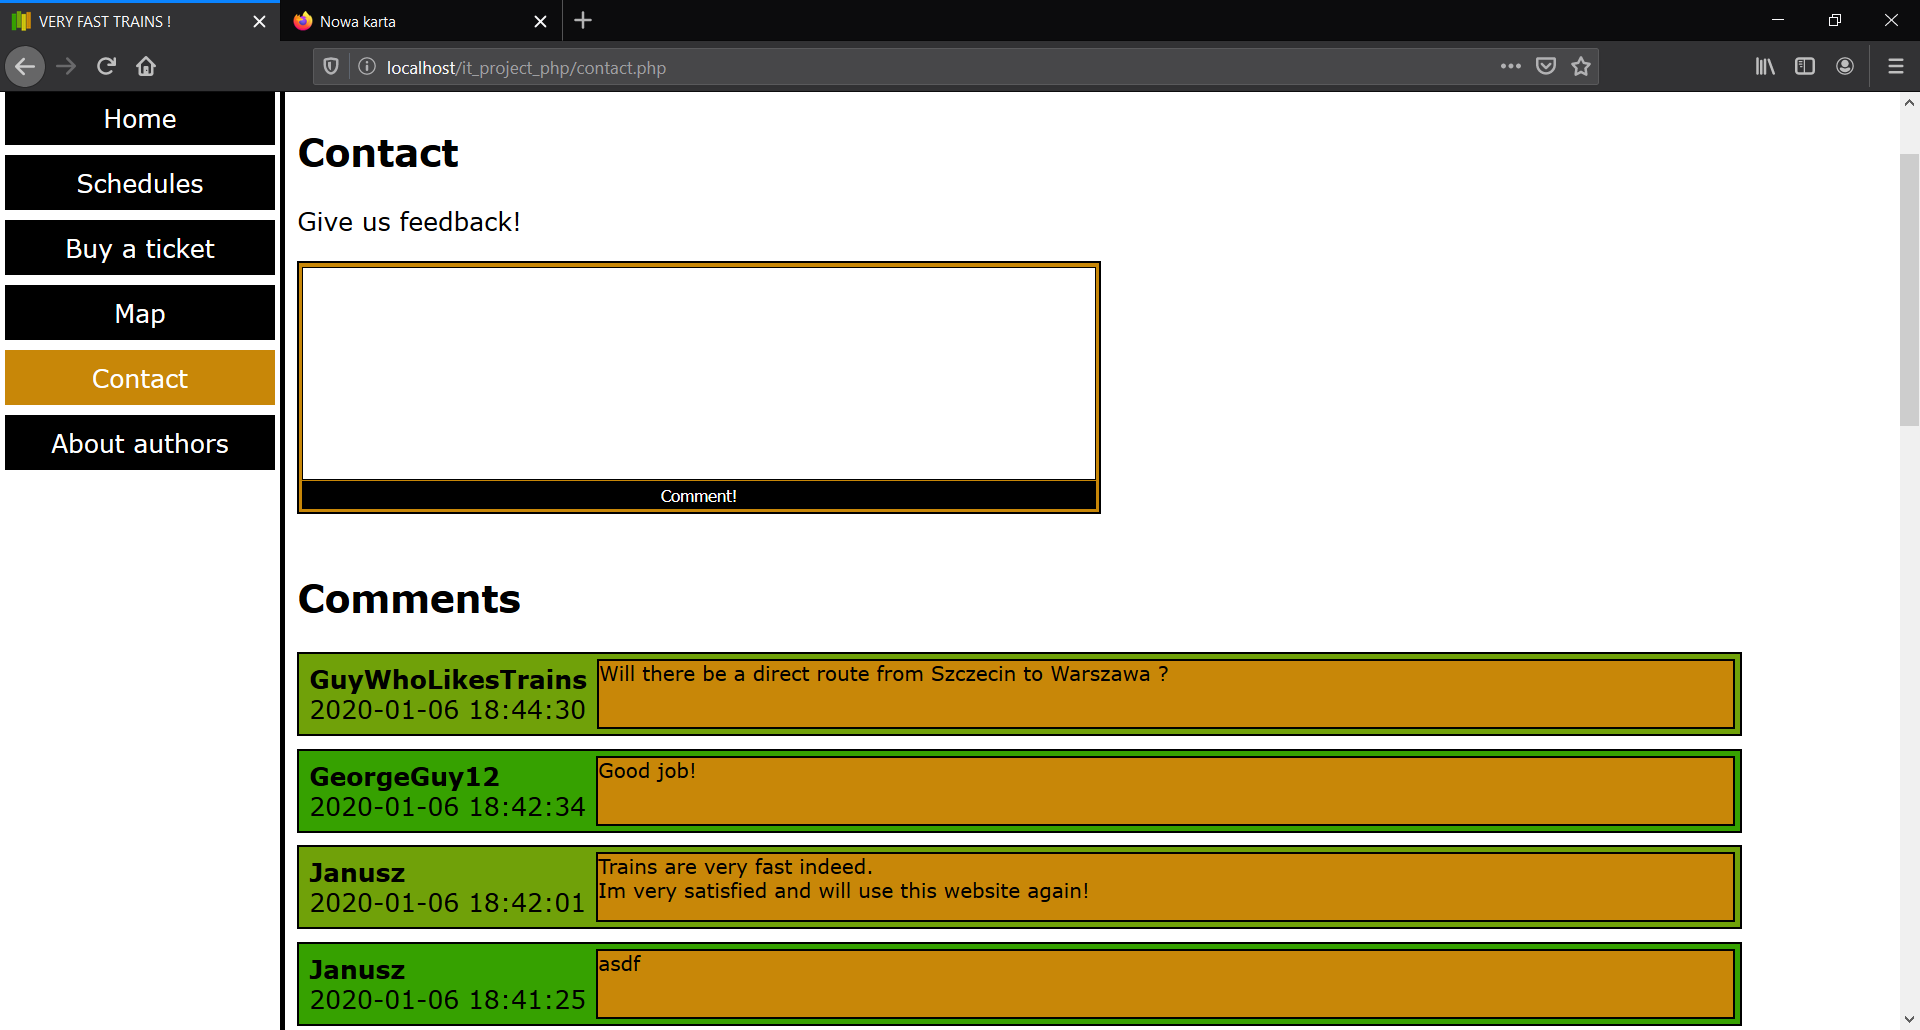 VERY FAST TRAINS !
Nowa karta
localhost/it_project_php/contact.php
Home
Schedules
Buy a ticket
Map
Contact
About authors
Contact
Give us feedback!
Comment!
Comments
GuyWhoLikesTrains
2020-01-06 18:44:30
Will there be a direct route from Szczecin to Warszawa ?
GeorgeGuy12
2020-01-06 18:42:34
Good job!
Janusz
2020-01-06 18:42:01
Trains are very fast indeed.
Im very satisfied and will use this website again!
Janusz
2020-01-06 18:41:25
asdf